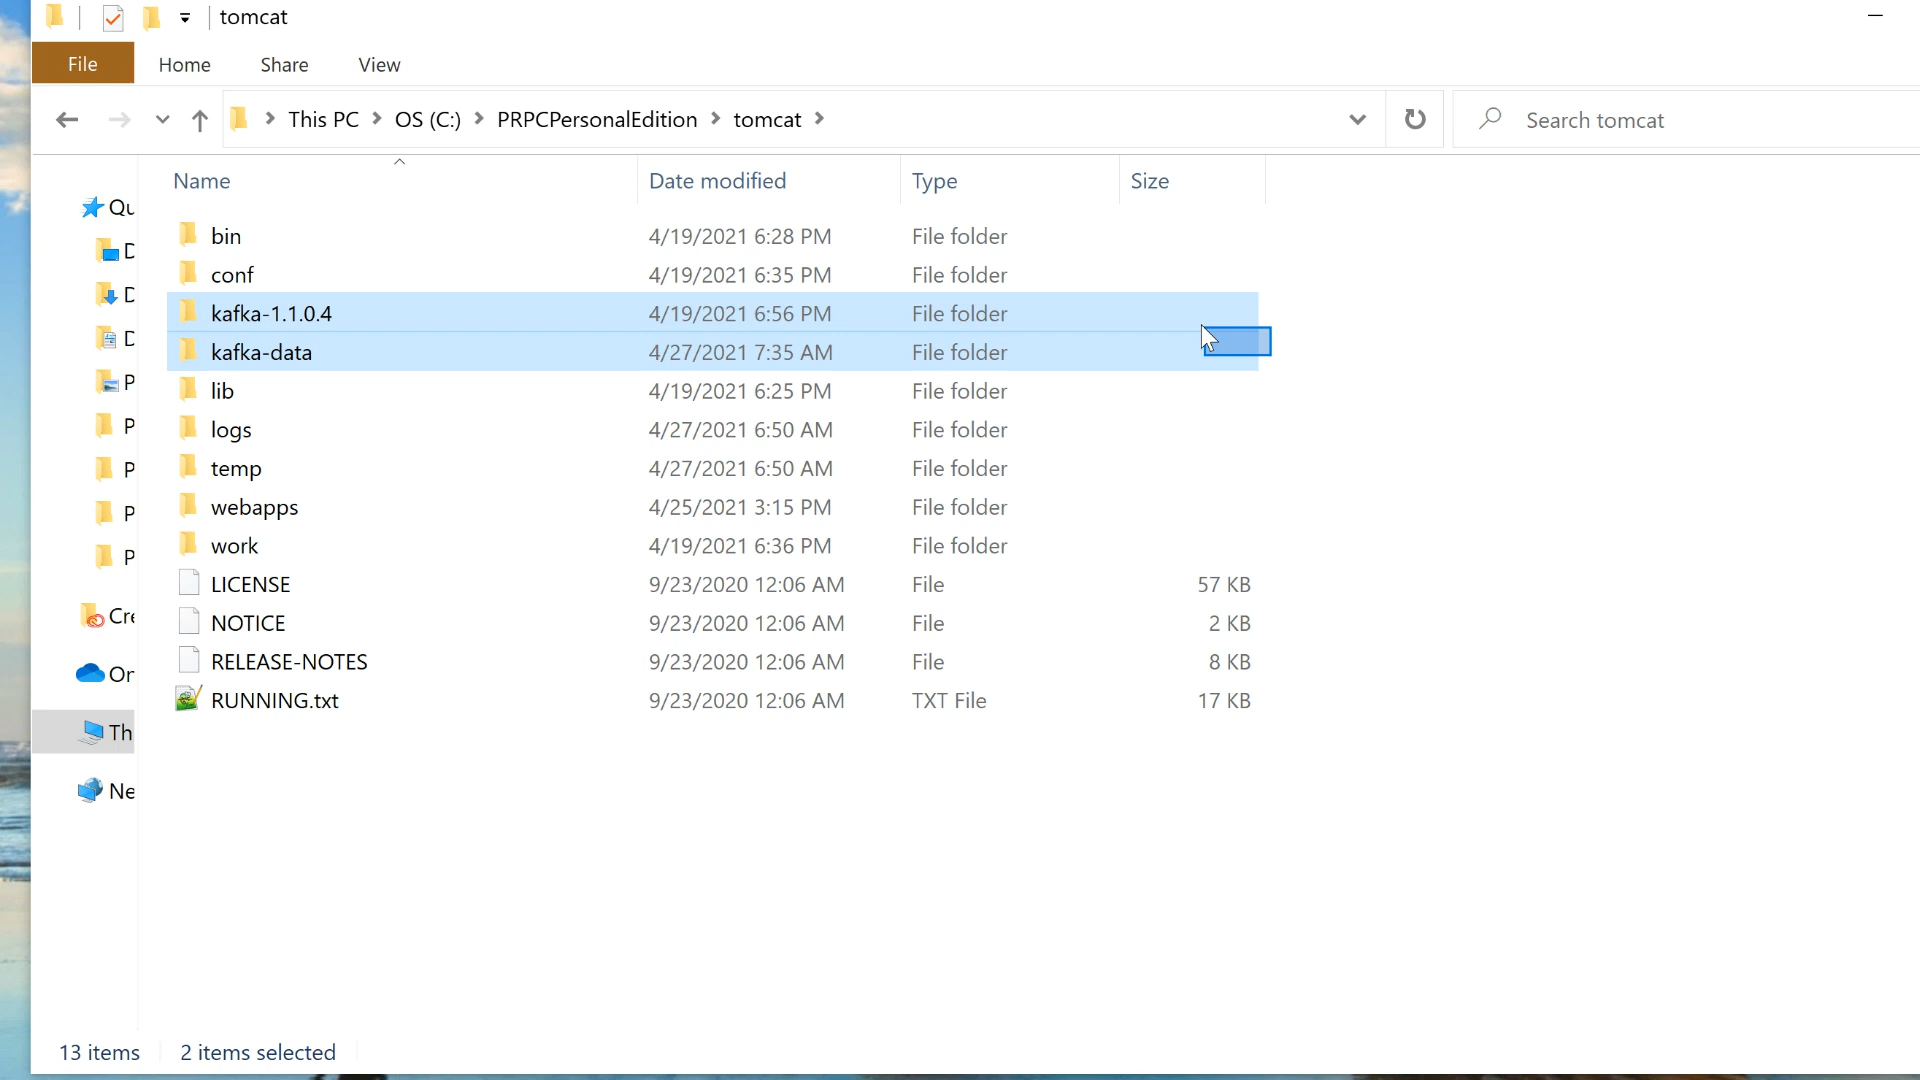 tomcat
File Home Share View
This PC OS (C:) PRPCPersonalEdition tomcat
Search tomcat
Name Date modified Type Size
Qu
D
D
D
P
P
P
P
P
Cre
On
Th
Ne
bin 4/19/2021 6:28 PM File folder
conf 4/19/2021 6:35 PM File folder
kafka-1.1.0.4 4/19/2021 6:56 PM File folder
kafka-data 4/27/2021 7:35 AM File folder
lib 4/19/2021 6:25 PM File folder
logs 4/27/2021 6:50 AM File folder
temp 4/27/2021 6:50 AM File folder
webapps 4/25/2021 3:15 PM File folder
work 4/19/2021 6:36 PM File folder
LICENSE 9/23/2020 12:06 AM File 57 KB
NOTICE 9/23/2020 12:06 AM File 2 KB
RELEASE-NOTES 9/23/2020 12:06 AM File 8 KB
RUNNING.txt 9/23/2020 12:06 AM TXT File 17 KB
13 items 2 items selected